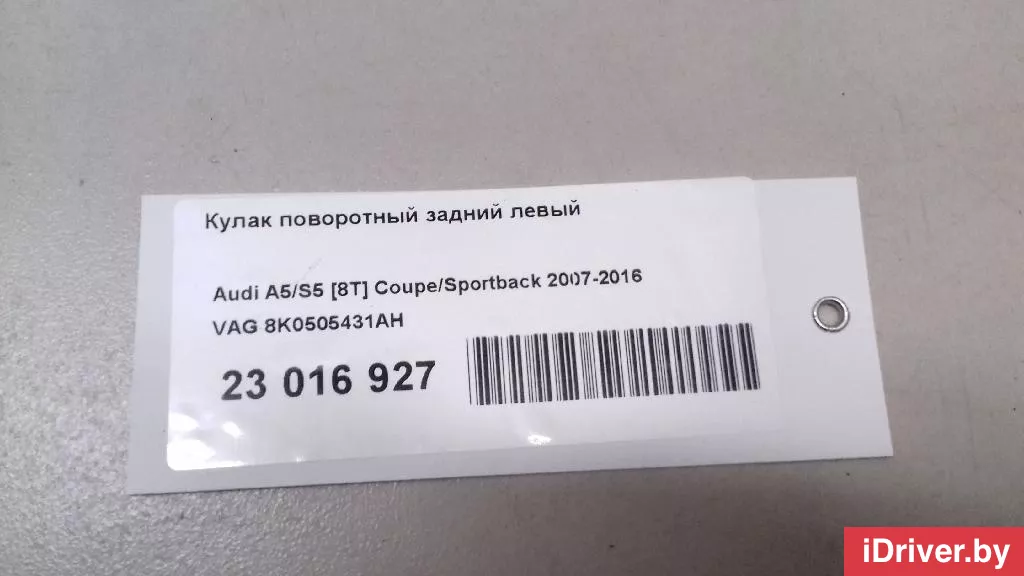 Кулак поворотный задний левый
Audi A5/S5 [8T] Coupe/Sportback 2007-2016
VAG 8K0505431AH
23 016 927
iDriver.by